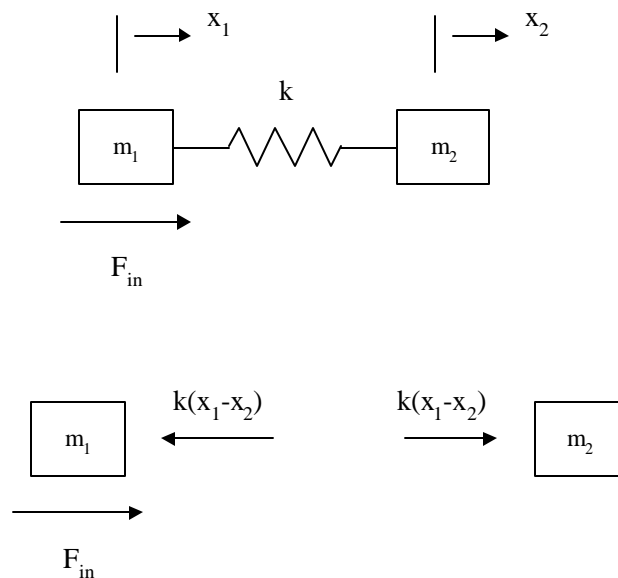 x₁ x₂
k
m₁ m₂
Fᵢₙ
k(x₁-x₂) k(x₁-x₂)
m₁ m₂
Fᵢₙ